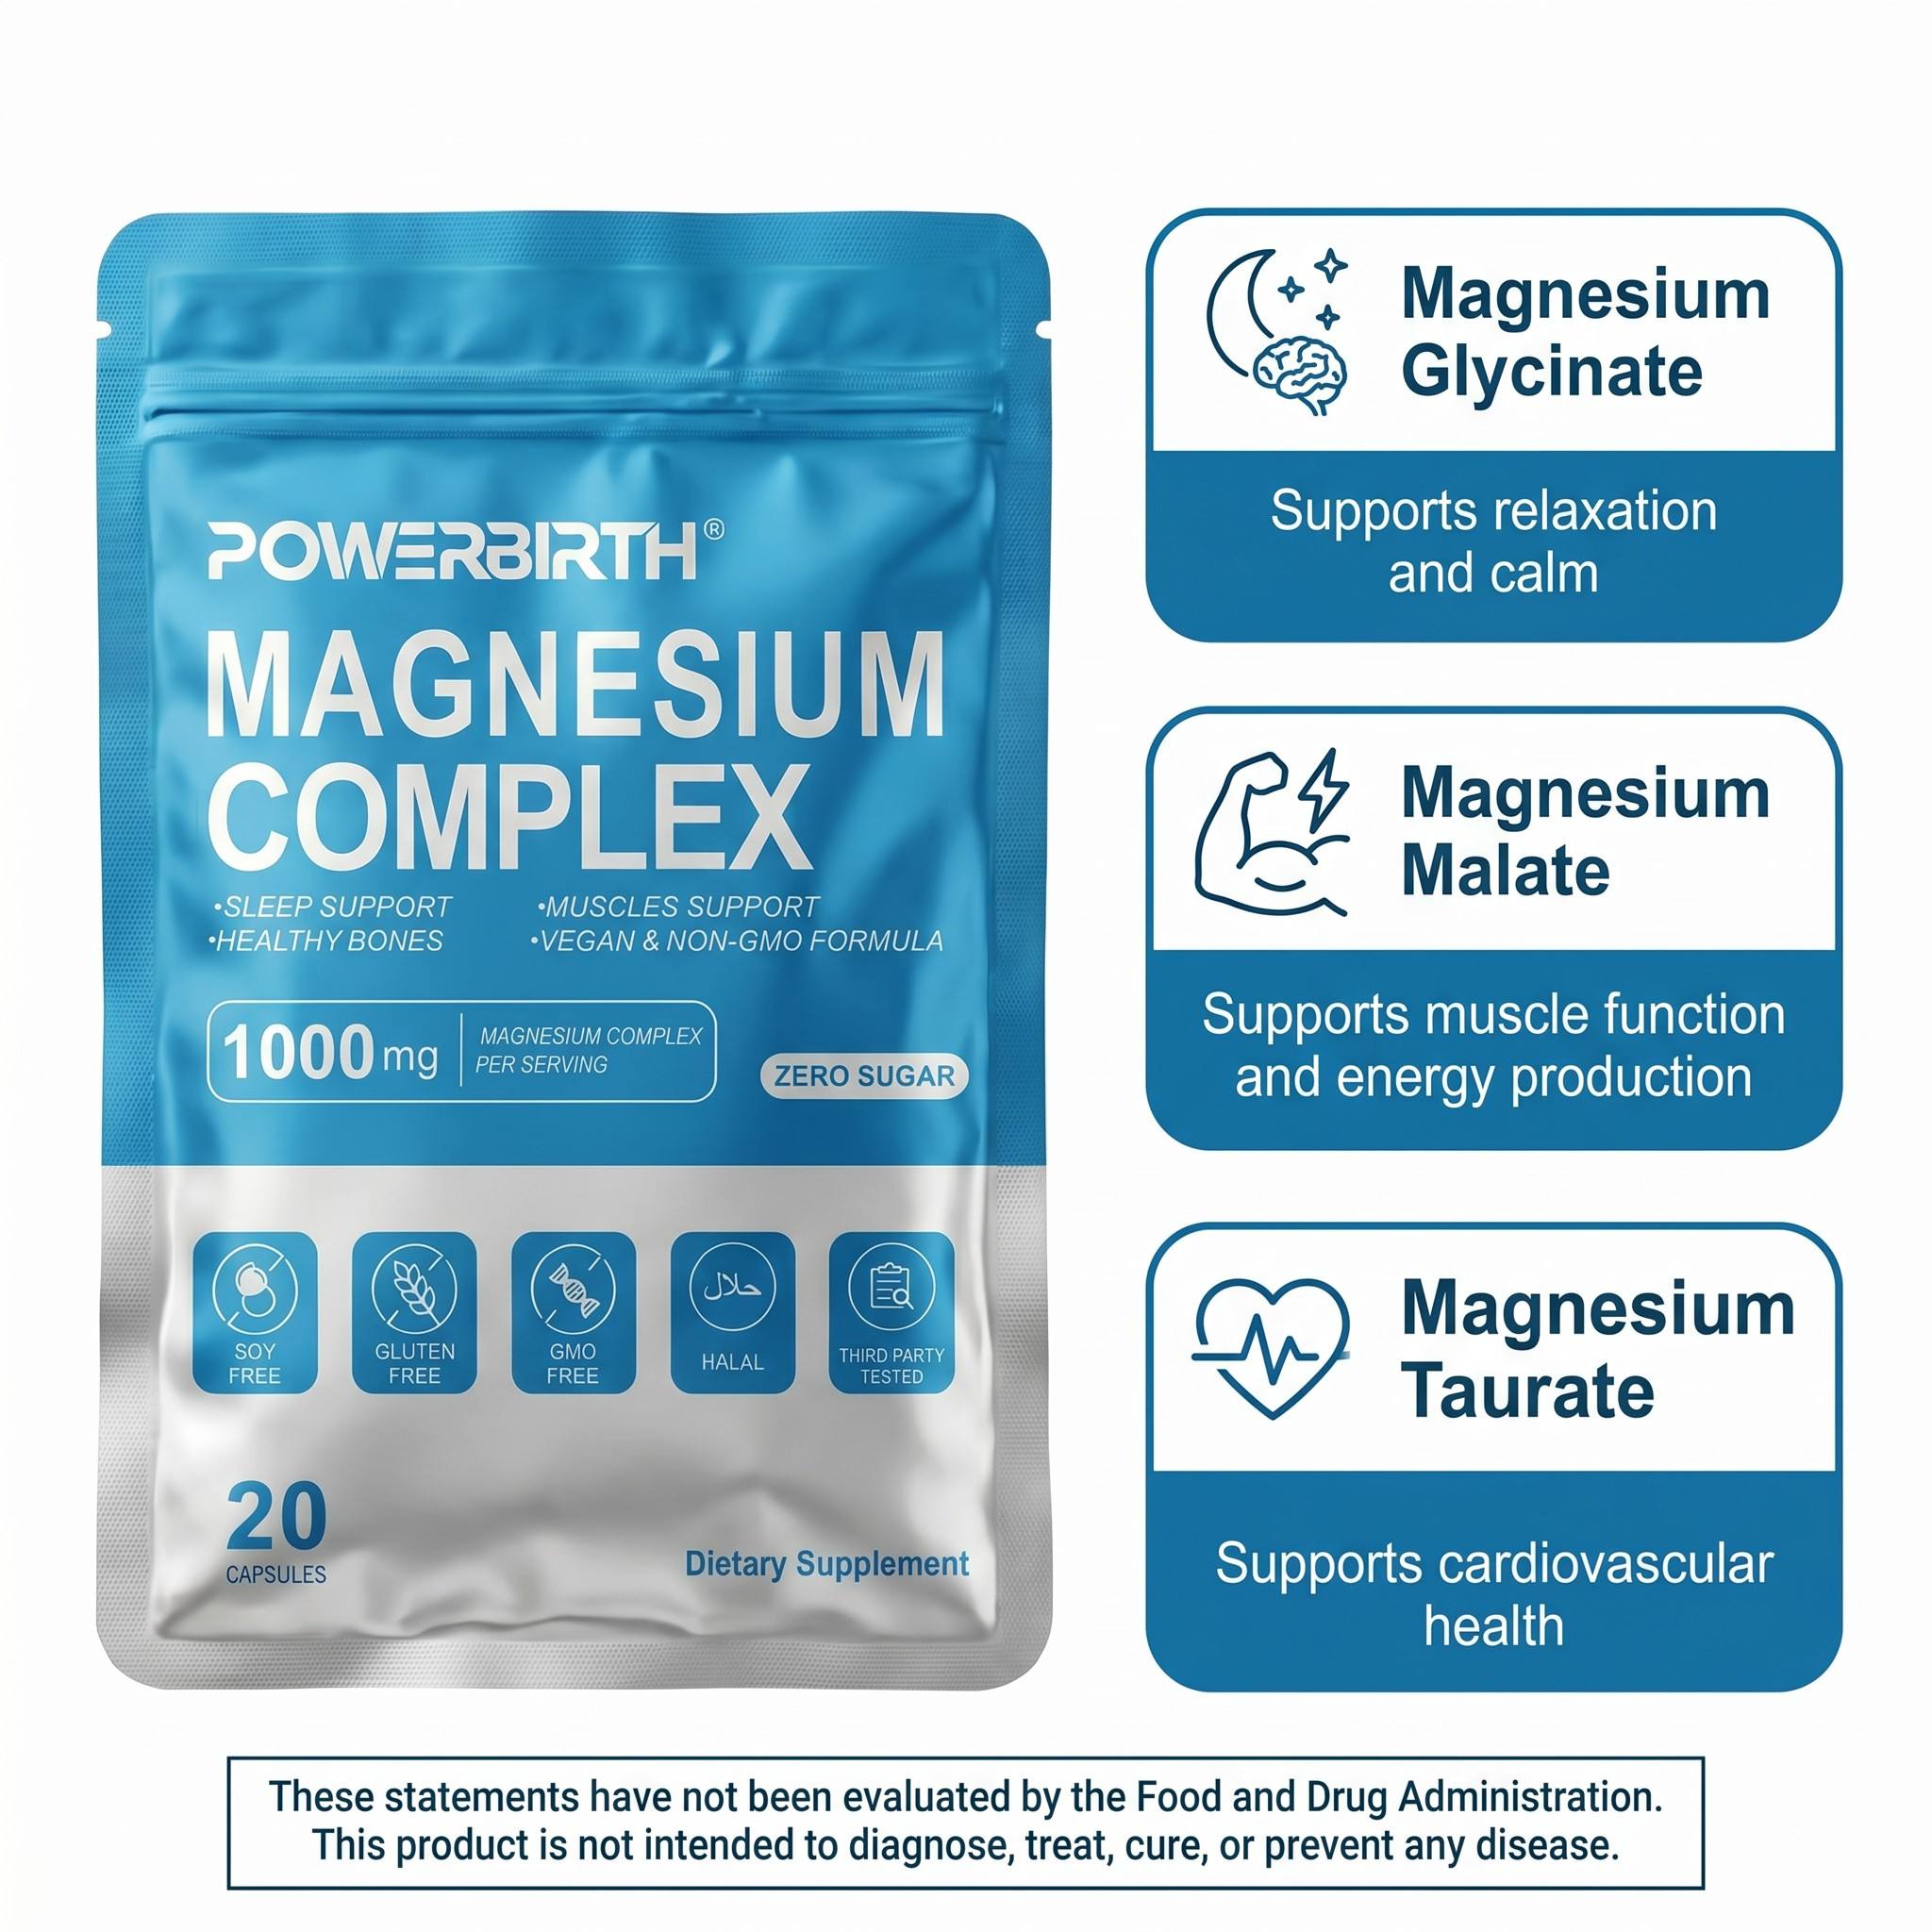 POWERBIRTH®
MAGNESIUM
COMPLEX
•SLEEP SUPPORT
•MUSCLES SUPPORT
•HEALTHY BONES
•VEGAN & NON-GMO FORMULA
1000 mg
MAGNESIUM COMPLEX
PER SERVING
ZERO SUGAR
SOY
FREE
GLUTEN
FREE
GMO
FREE
حلال
HALAL
THIRD PARTY
TESTED
20
CAPSULES
Dietary Supplement
Magnesium
Glycinate
Supports relaxation
and calm
Magnesium
Malate
Supports muscle function
and energy production
Magnesium
Taurate
Supports cardiovascular
health
These statements have not been evaluated by the Food and Drug Administration.
This product is not intended to diagnose, treat, cure, or prevent any disease.